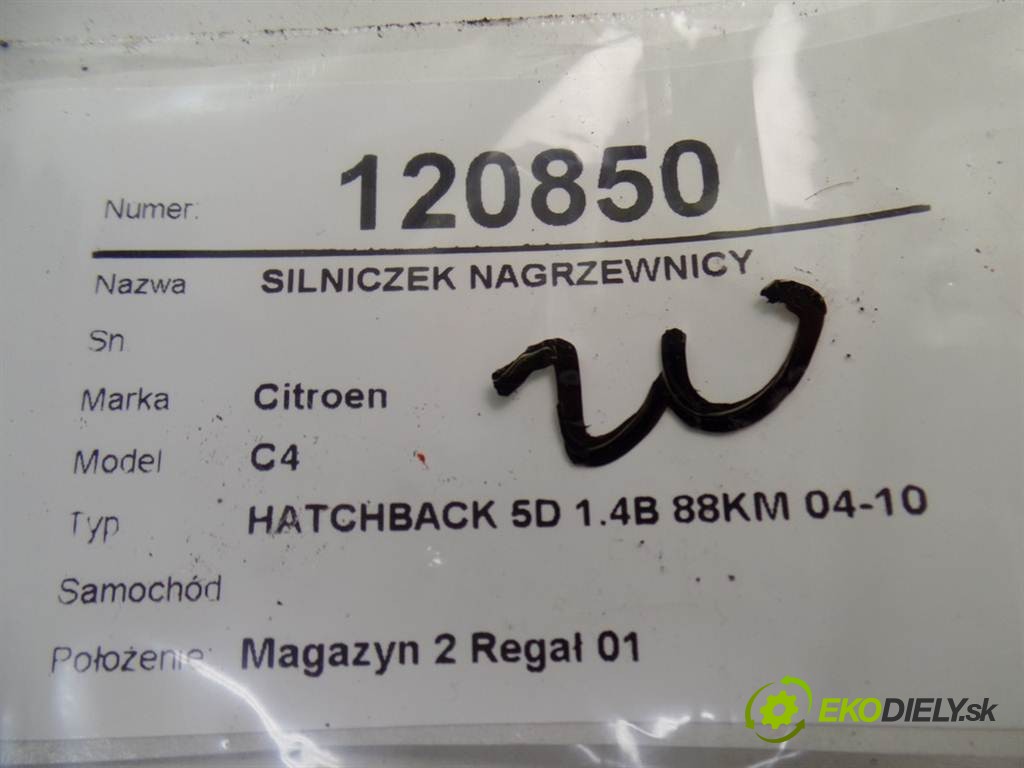 Numer: 120850
Nazwa SILNICZEK NAGRZEWNICY
Sn
Marka Citroen
Model C4
Typ HATCHBACK 5D 1.4B 88KM 04-10
Samochód
Położenie: Magazyn 2 Regał 01
EKODIELY.sk